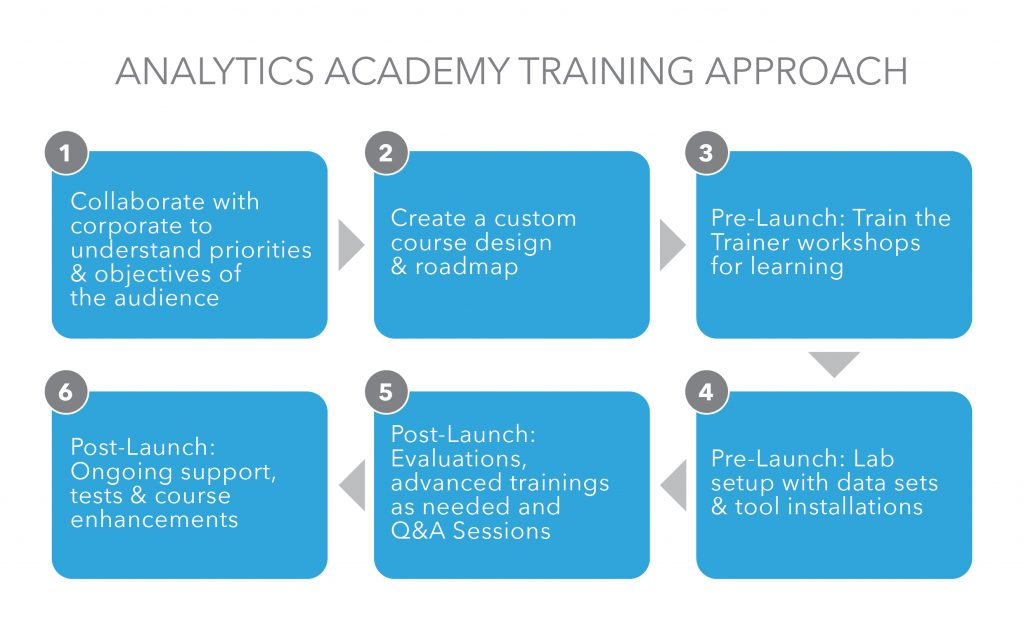 ANALYTICS ACADEMY TRAINING APPROACH
1
Collaborate with
corporate to
understand priorities
& objectives of
the audience
2
Create a custom
course design
& roadmap
3
Pre-Launch: Train the
Trainer workshops
for learning
4
Pre-Launch: Lab
setup with data sets
& tool installations
5
Post-Launch:
Evaluations,
advanced trainings
as needed and
Q&A Sessions
6
Post-Launch:
Ongoing support,
tests & course
enhancements